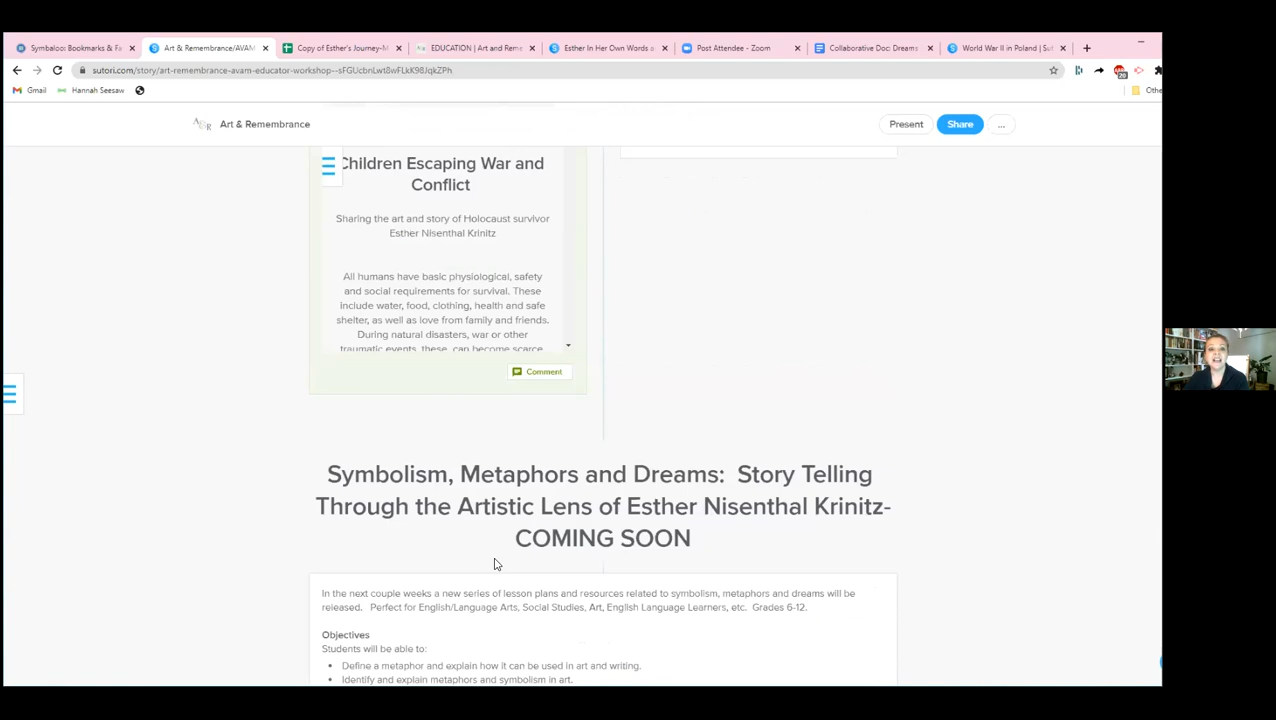 Symbaloo: Bookmarks & Fa
Art & Remembrance/AVAM
Copy of Esther's Journey-M
EDUCATION | Art and Reme
Esther In Her Own Words a
Post Attendee - Zoom
Collaborative Doc: Dreams
World War II in Poland | Sut
sutori.com/story/art-remembrance-avam-educator-workshop--sFGUcbnLwt8wFLkK98JqkZPh
20
Gmail
Hannah Seesaw
Othe
Art & Remembrance
Present
Share
...
Children Escaping War and
Conflict
Sharing the art and story of Holocaust survivor
Esther Nisenthal Krinitz
All humans have basic physiological, safety
and social requirements for survival. These
include water, food, clothing, health and safe
shelter, as well as love from family and friends.
During natural disasters, war or other
traumatic events, these can become scarce
Comment
Symbolism, Metaphors and Dreams: Story Telling
Through the Artistic Lens of Esther Nisenthal Krinitz-
COMING SOON
In the next couple weeks a new series of lesson plans and resources related to symbolism, metaphors and dreams will be
released. Perfect for English/Language Arts, Social Studies, Art, English Language Learners, etc. Grades 6-12.
Objectives
Students will be able to:
• Define a metaphor and explain how it can be used in art and writing.
• Identify and explain metaphors and symbolism in art.